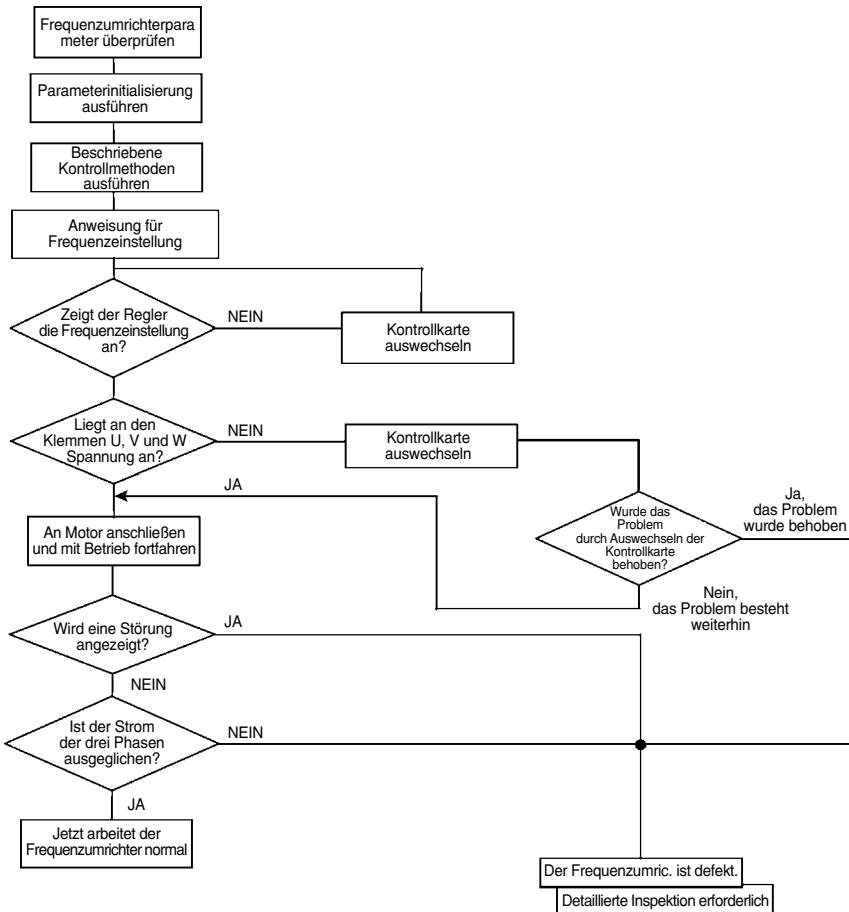 Frequenzumrichterpara
meter überprüfen
Parameterinitialisierung
ausführen
Beschriebene
Kontrollmethoden
ausführen
Anweisung für
Frequenzeinstellung
Zeigt der Regler
die Frequenzeinstellung
an?
NEIN
Kontrollkarte
auswechseln
Liegt an den
Klemmen U, V und W
Spannung an?
NEIN
Kontrollkarte
auswechseln
JA
Wurde das
Problem
durch Auswechseln der
Kontrollkarte
behoben?
Ja,
das Problem
wurde behoben
An Motor anschließen
und mit Betrieb fortfahren
Nein,
das Problem besteht
weiterhin
Wird eine Störung
angezeigt?
JA
NEIN
Ist der Strom
der drei Phasen
ausgeglichen?
NEIN
JA
Jetzt arbeitet der
Frequenzumrichter normal
Der Frequenzumric. ist defekt.
Detaillierte Inspektion erforderlich